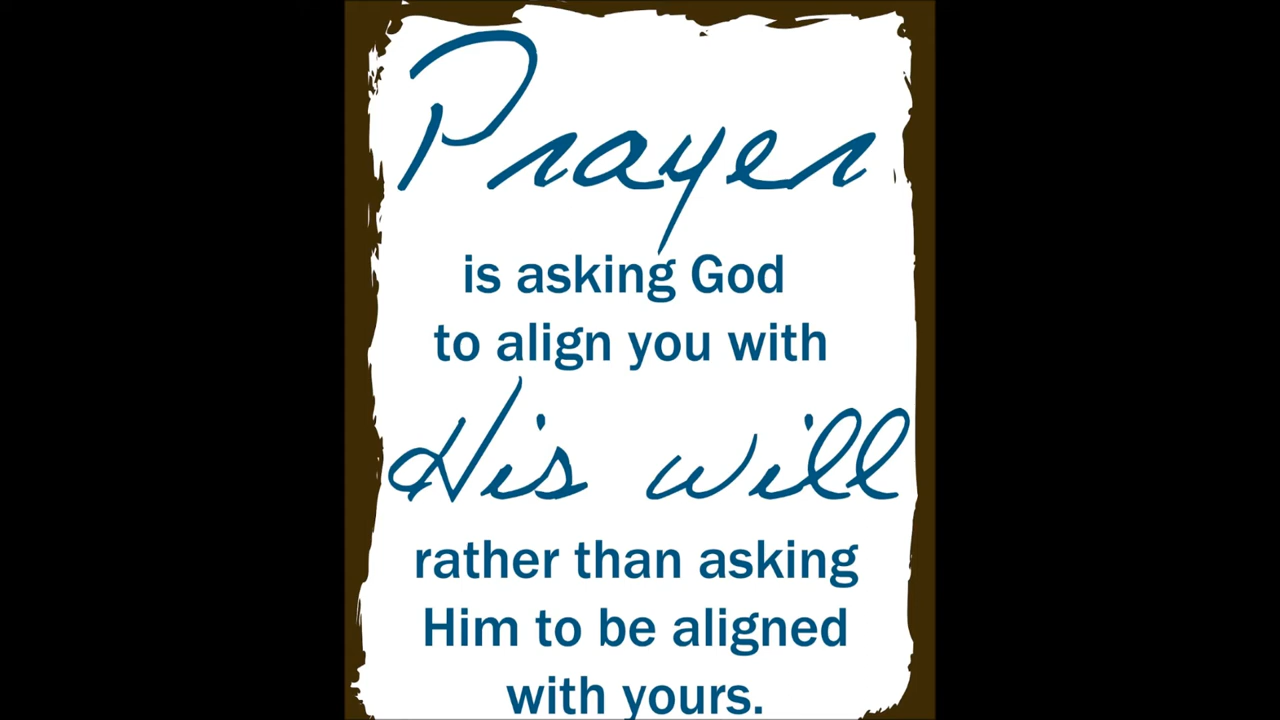 Prayer
is asking God
to align you with
His will
rather than asking
Him to be aligned
with yours.